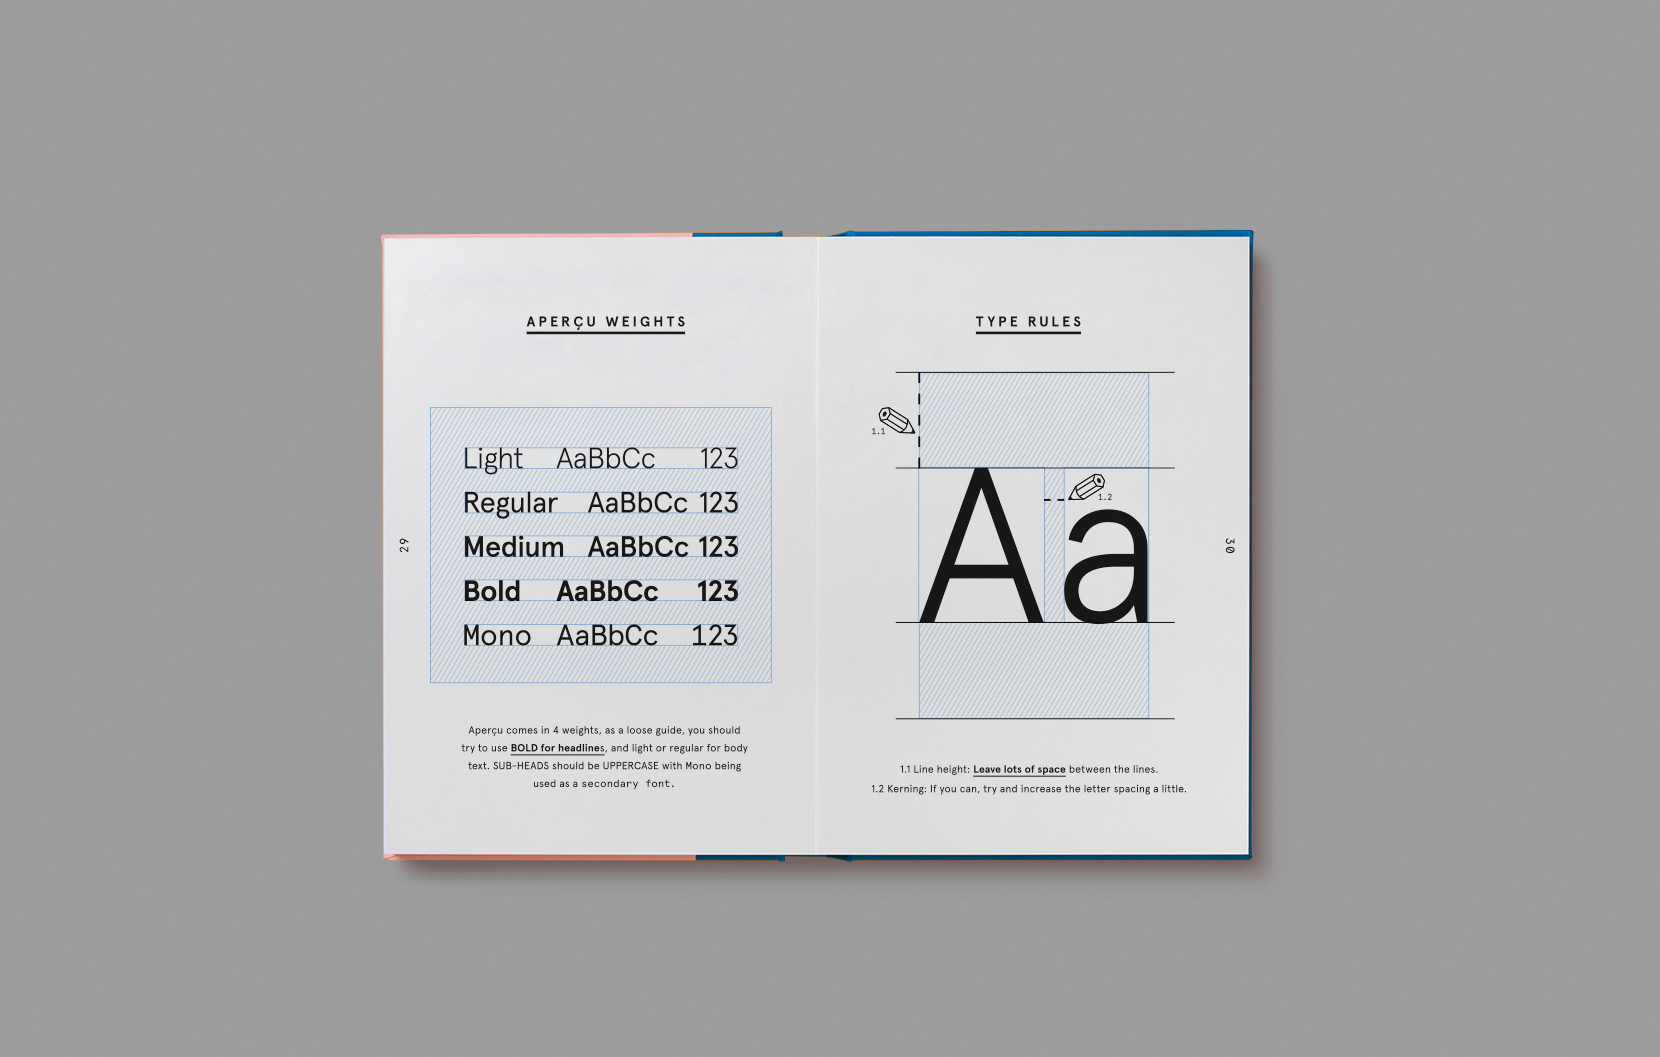 APERÇU WEIGHTS
Light AaBbCc 123
Regular AaBbCc 123
Medium AaBbCc 123
Bold AaBbCc 123
Mono AaBbCc 123
Aperçu comes in 4 weights, as a loose guide, you should
try to use BOLD for headlines, and light or regular for body
text. SUB-HEADS should be UPPERCASE with Mono being
used as a secondary font.
29
TYPE RULES
1.1
1.2
Aa
1.1 Line height: Leave lots of space between the lines.
1.2 Kerning: If you can, try and increase the letter spacing a little.
30